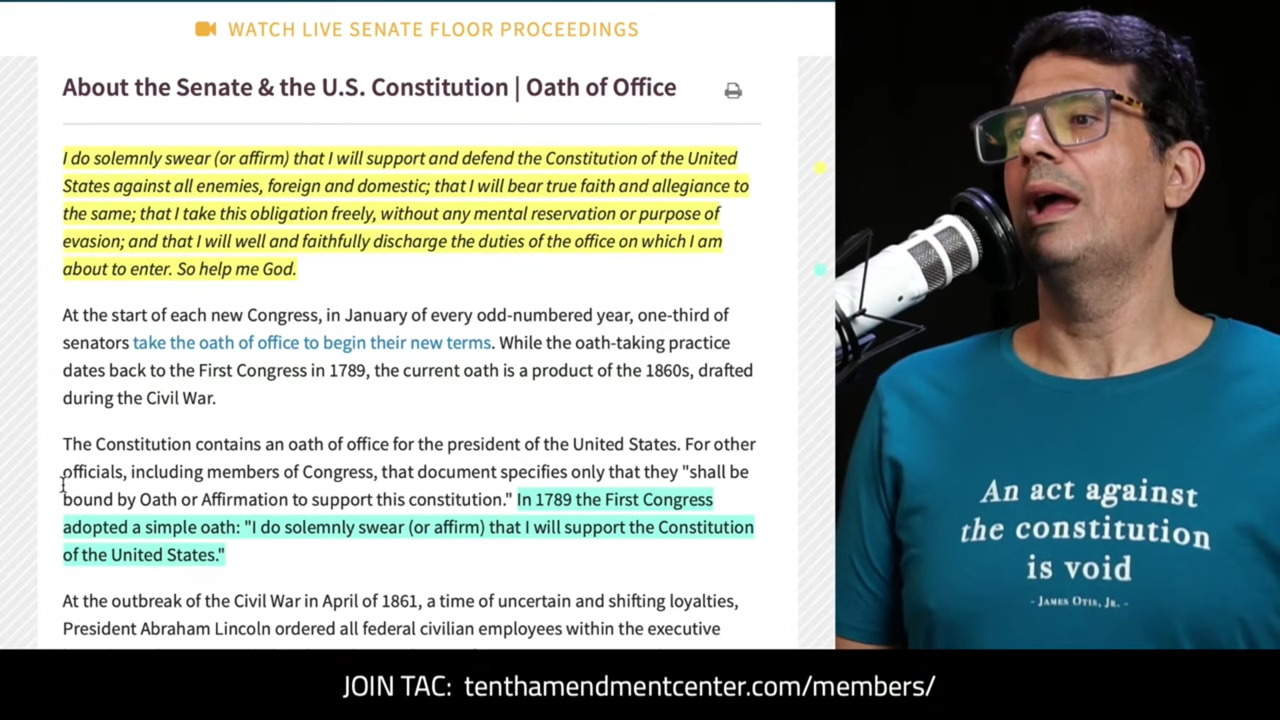 WATCH LIVE SENATE FLOOR PROCEEDINGS
About the Senate & the U.S. Constitution | Oath of Office
I do solemnly swear (or affirm) that I will support and defend the Constitution of the United
States against all enemies, foreign and domestic; that I will bear true faith and allegiance to
the same; that I take this obligation freely, without any mental reservation or purpose of
evasion; and that I will well and faithfully discharge the duties of the office on which I am
about to enter. So help me God.
At the start of each new Congress, in January of every odd-numbered year, one-third of
senators take the oath of office to begin their new terms. While the oath-taking practice
dates back to the First Congress in 1789, the current oath is a product of the 1860s, drafted
during the Civil War.
The Constitution contains an oath of office for the president of the United States. For other
officials, including members of Congress, that document specifies only that they "shall be
bound by Oath or Affirmation to support this constitution." In 1789 the First Congress
adopted a simple oath: "I do solemnly swear (or affirm) that I will support the Constitution
of the United States."
At the outbreak of the Civil War in April of 1861, a time of uncertain and shifting loyalties,
President Abraham Lincoln ordered all federal civilian employees within the executive
An act against
the constitution
is void
- JAMES OTIS, JR. -
JOIN TAC: tenthamendmentcenter.com/members/